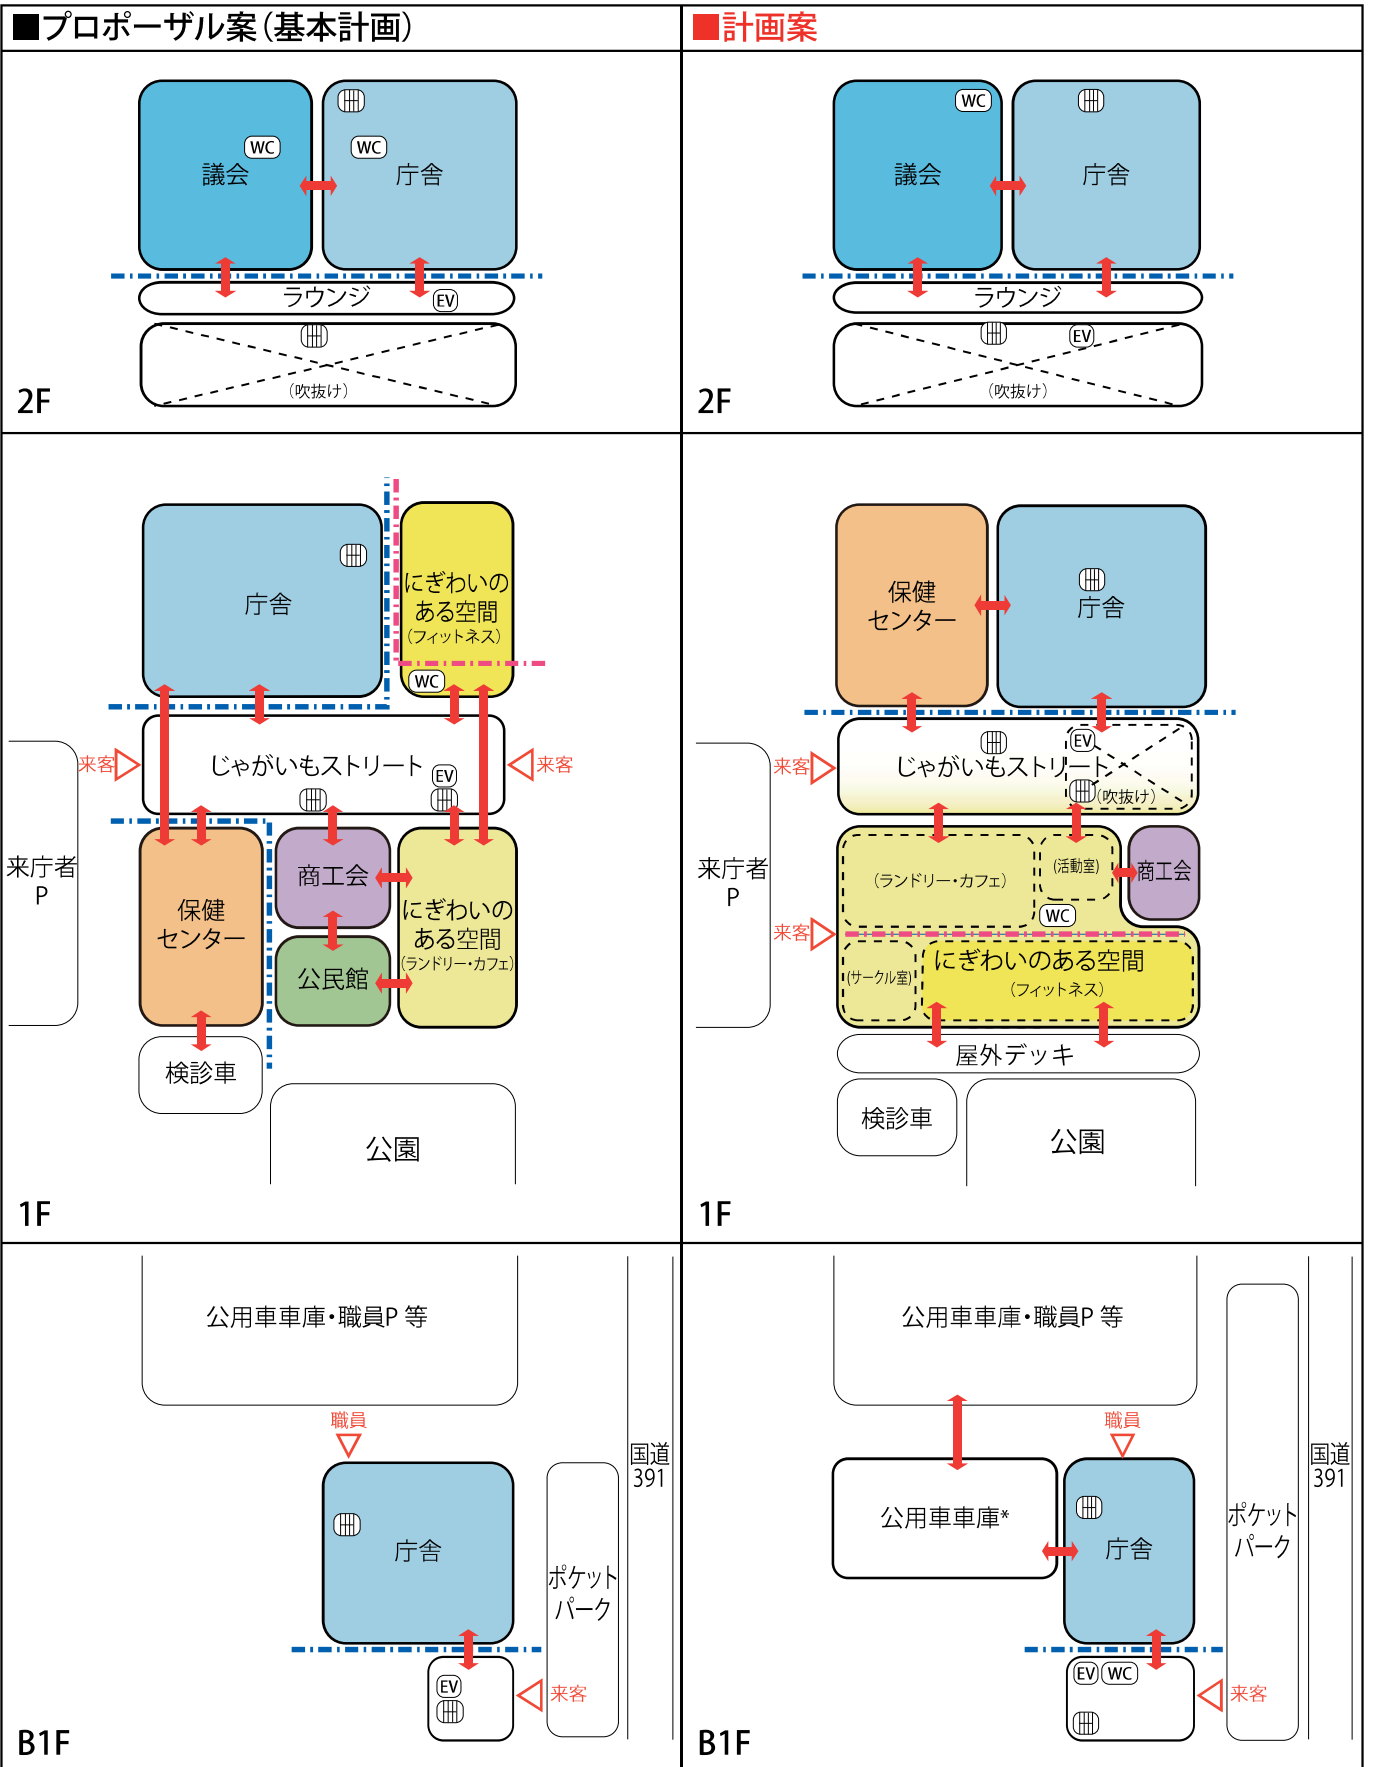 ■プロポーザル案（基本計画）
■計画案
議会
WC
WC
庁舎
ラウンジ
EV
（吹抜け）
2F
議会
WC
庁舎
ラウンジ
EV
（吹抜け）
2F
庁舎
にぎわいの
ある空間
（フィットネス）
WC
来客
じゃがいもストリート
EV
来客
来庁者
P
保健
センター
商工会
公民館
にぎわいの
ある空間
（ランドリー・カフェ）
検診車
公園
1F
保健
センター
庁舎
来客
じゃがいもストリート
EV
（吹抜け）
来庁者
P
来客
（ランドリー・カフェ）
（活動室）
WC
商工会
（サークル室）
にぎわいのある空間
（フィットネス）
屋外デッキ
検診車
公園
1F
公用車車庫・職員P 等
職員
庁舎
国道
391
ポケット
パーク
EV
来客
B1F
公用車車庫・職員P 等
職員
公用車車庫*
庁舎
国道
391
ポケット
パーク
EV
WC
来客
B1F